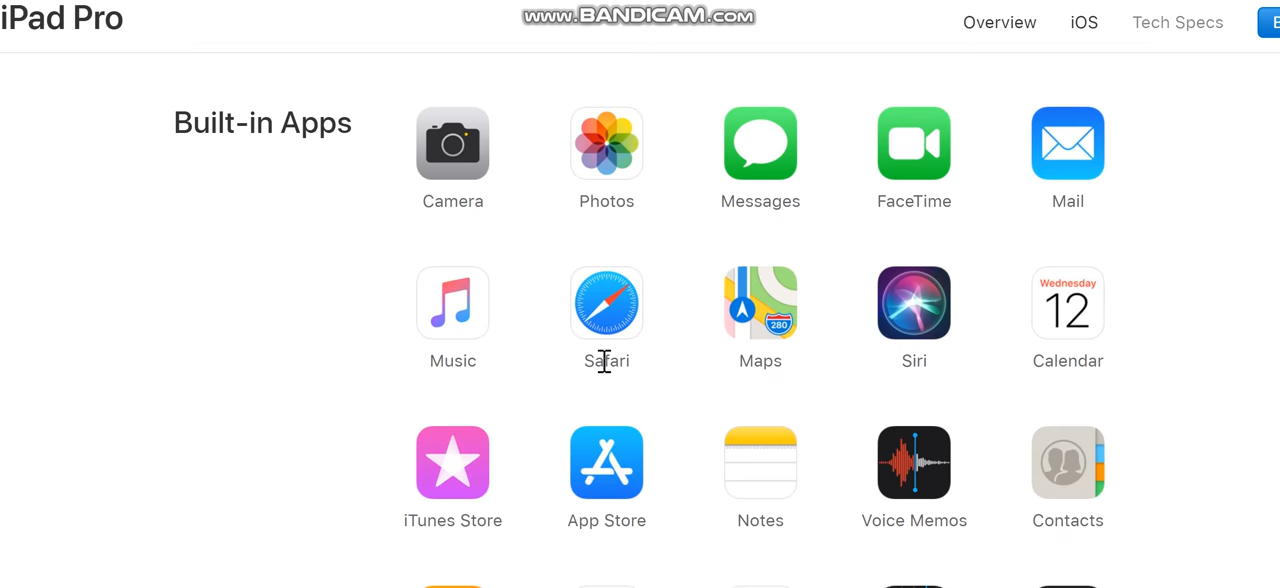 iPad Pro
www.BANDICAM.com
Overview iOS Tech Specs
Built-in Apps
Camera Photos Messages FaceTime Mail
Wednesday
12
280
Music Safari Maps Siri Calendar
iTunes Store App Store Notes Voice Memos Contacts